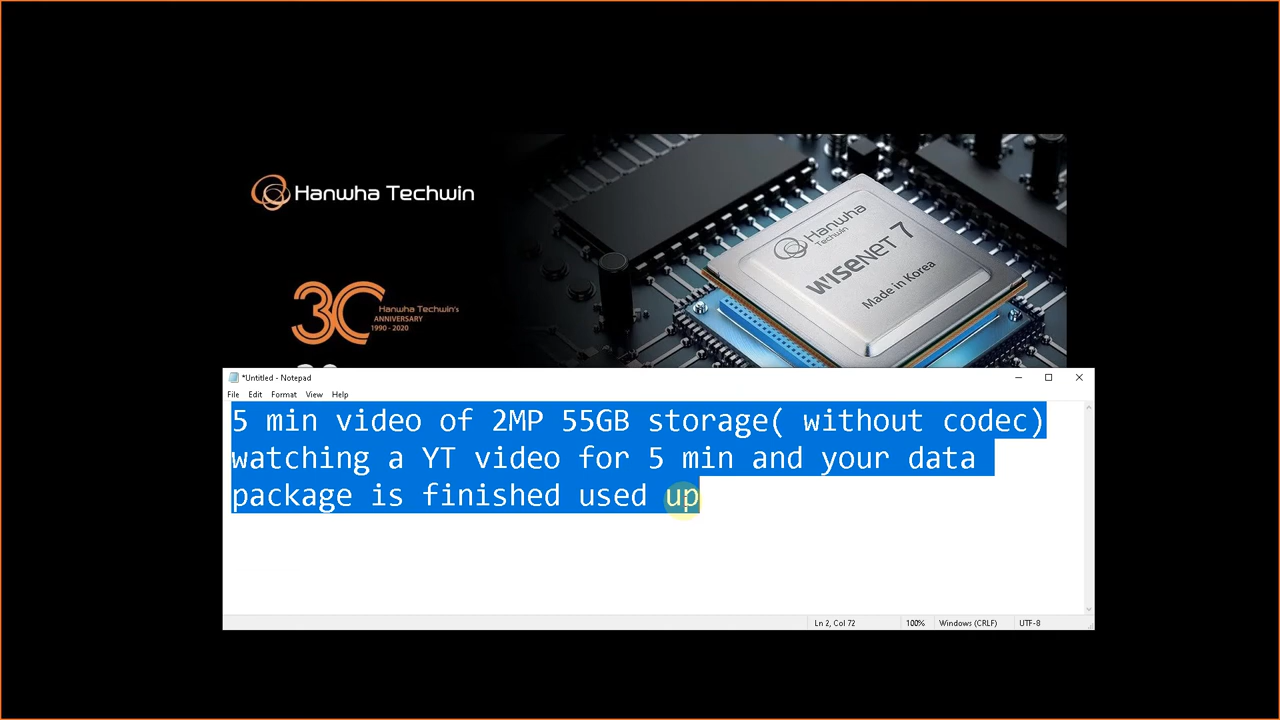 Hanwha Techwin
Hanwha Techwin's
ANNIVERSARY
1990 - 2020
Hanwha
Techwin
WISENET 7
Made in Korea
*Untitled - Notepad
File Edit Format View Help
5 min video of 2MP 55GB storage( without codec)
watching a YT video for 5 min and your data
package is finished used up
Ln 2, Col 72 100% Windows (CRLF) UTF-8